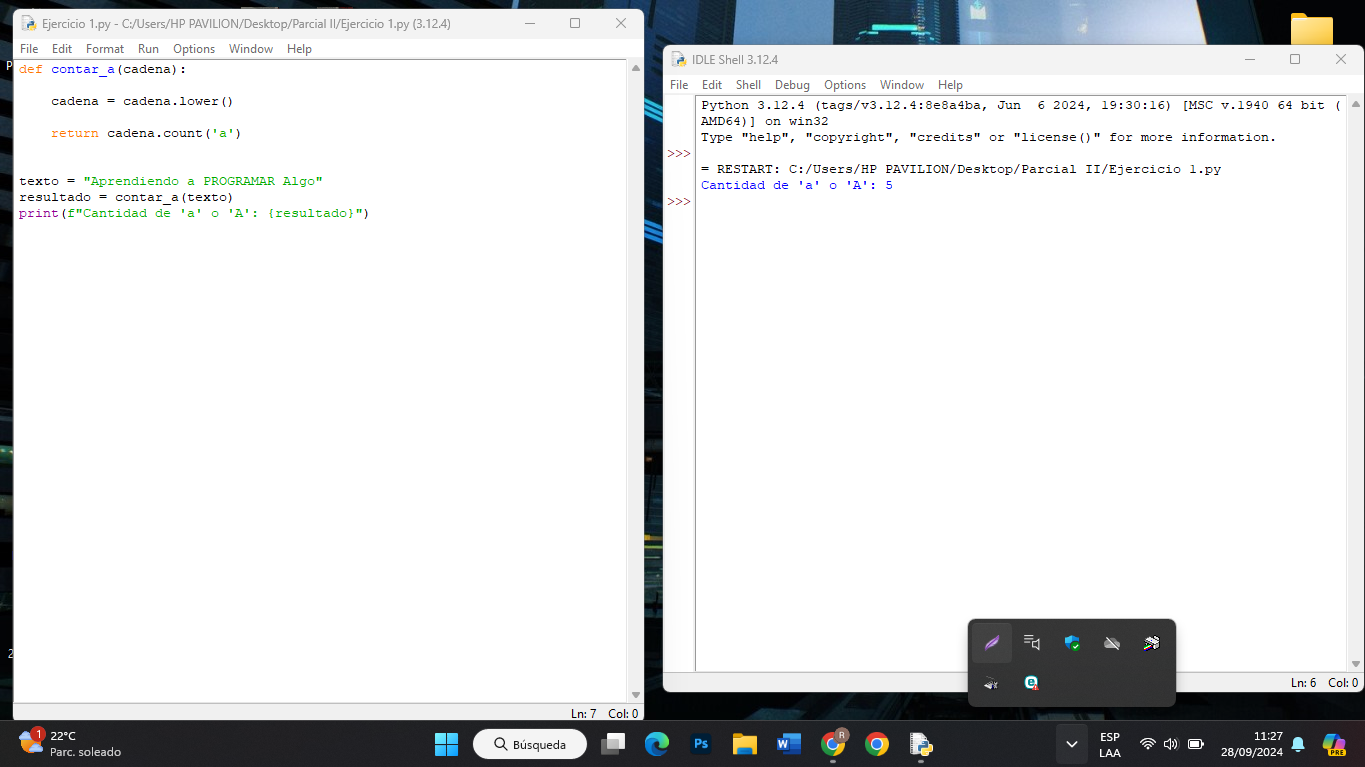 Ejercicio 1.py - C:/Users/HP PAVILION/Desktop/Parcial II/Ejercicio 1.py (3.12.4)
File Edit Format Run Options Window Help
def contar_a(cadena):
cadena = cadena.lower()
return cadena.count('a')
texto = "Aprendiendo a PROGRAMAR Algo"
resultado = contar_a(texto)
print(f"Cantidad de 'a' o 'A': {resultado}")
Ln: 7 Col: 0
IDLE Shell 3.12.4
File Edit Shell Debug Options Window Help
Python 3.12.4 (tags/v3.12.4:8e8a4ba, Jun 6 2024, 19:30:16) [MSC v.1940 64 bit (
AMD64)] on win32
Type "help", "copyright", "credits" or "license()" for more information.
>>>
= RESTART: C:/Users/HP PAVILION/Desktop/Parcial II/Ejercicio 1.py
Cantidad de 'a' o 'A': 5
>>>
Ln: 6 Col: 0
1
22°C
Parc. soleado
Búsqueda
Ps
W
R
ESP
LAA
11:27
28/09/2024
PRE